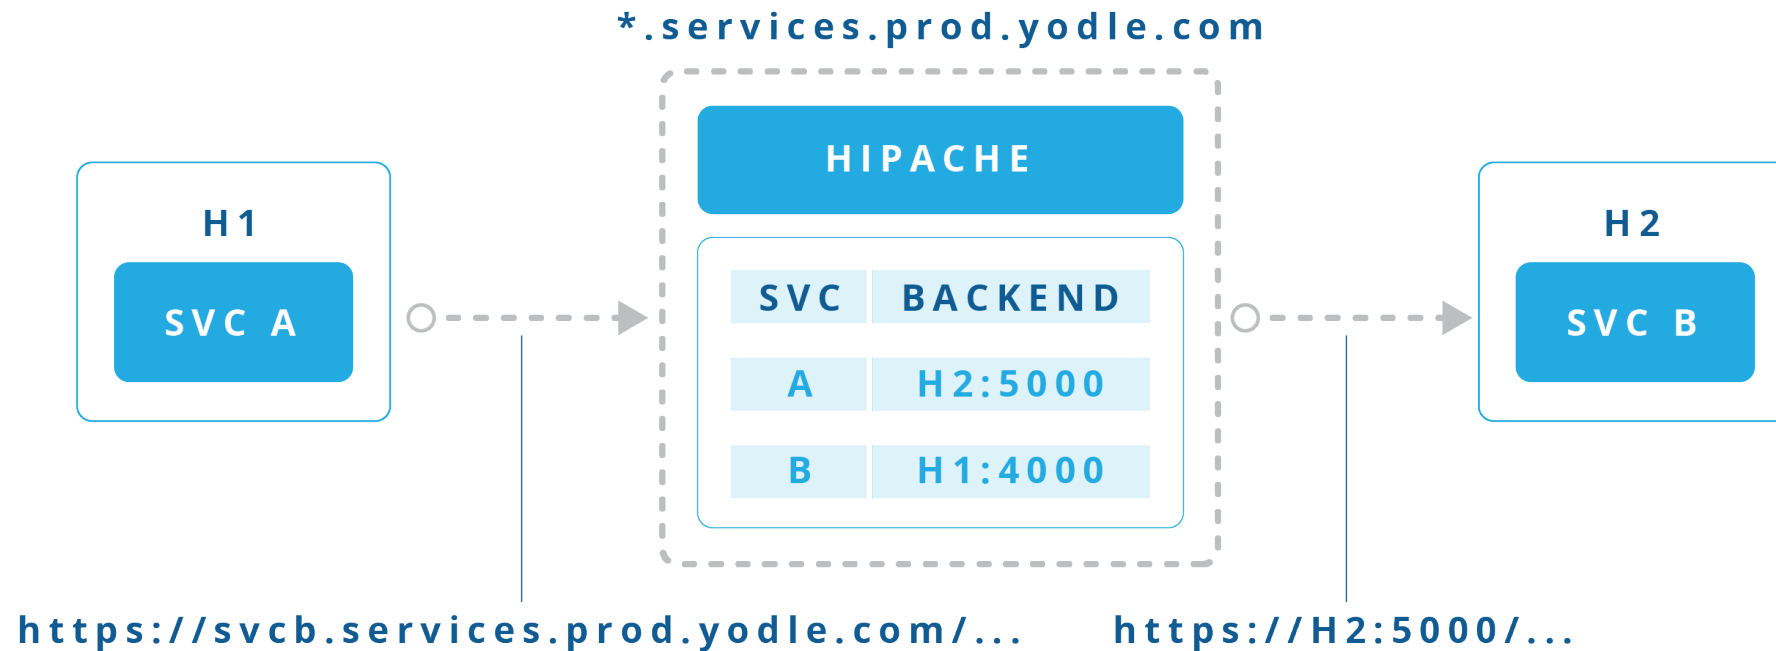 *.services.prod.yodle.com
HIPACHE
H1
SVC A
SVC BACKEND
A H2:5000
B H1:4000
H2
SVC B
https://svcb.services.prod.yodle.com/...
https://H2:5000/...